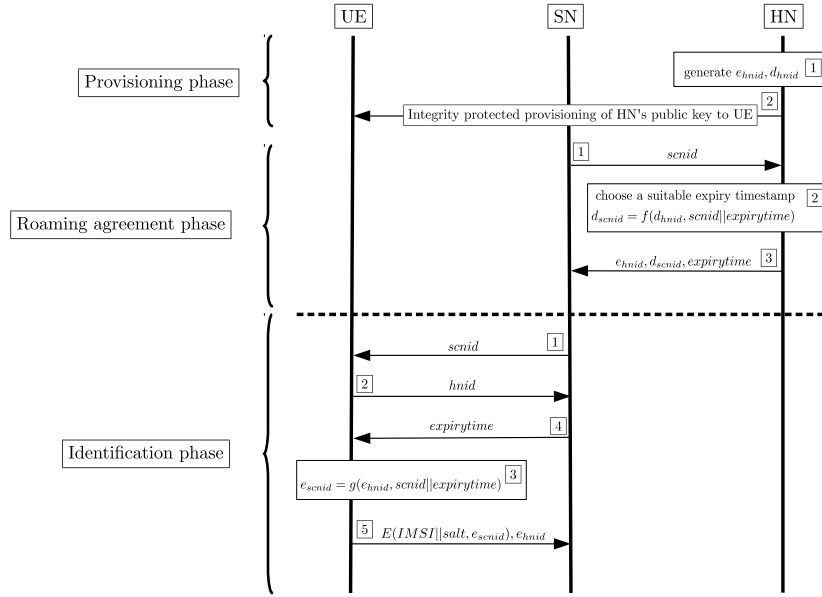 UE
SN
HN
Provisioning phase
generate e_hnid, d_hnid
1
2
Integrity protected provisioning of HN's public key to UE
1
scnid
Roaming agreement phase
choose a suitable expiry timestamp
2
d_scnid = f(d_hnid, scnid||expirytime)
e_hnid, d_scnid, expirytime
3
scnid
1
2
hnid
expirytime
4
Identification phase
3
e_scnid = g(e_hnid, scnid||expirytime)
5
E(IMSI||salt, e_scnid), e_hnid